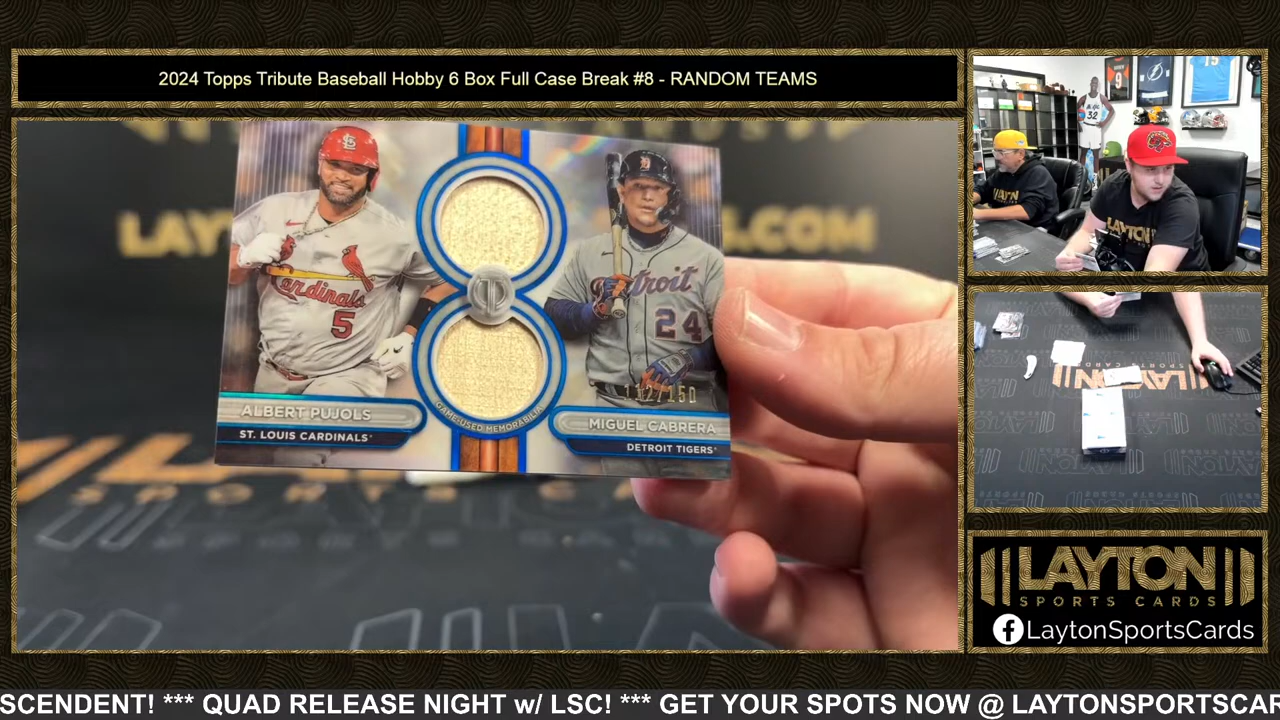 2024 Topps Tribute Baseball Hobby 6 Box Full Case Break #8 - RANDOM TEAMS
Cardinals
5
Detroit
24
ALBERT PUJOLS
ST. LOUIS CARDINALS
GAME-USED MEMORABILIA
112/150
MIGUEL CABRERA
DETROIT TIGERS
LAYTON
SPORTS CARDS
LaytonSportsCards
SCENDENT! *** QUAD RELEASE NIGHT w/ LSC! *** GET YOUR SPOTS NOW @ LAYTONSPORTSCAR